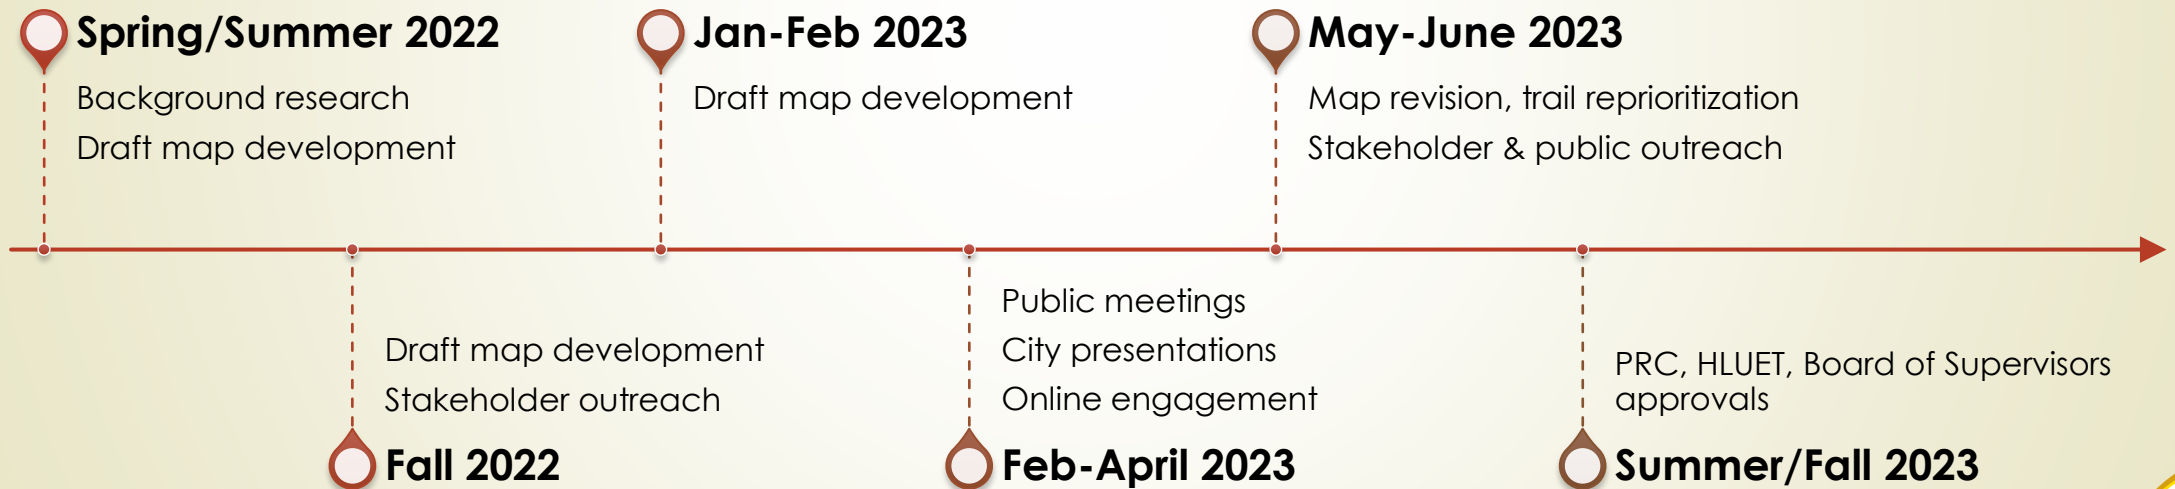 Spring/Summer 2022
Background research
Draft map development
Jan-Feb 2023
Draft map development
May-June 2023
Map revision, trail reprioritization
Stakeholder & public outreach
Draft map development
Stakeholder outreach
Fall 2022
Public meetings
City presentations
Online engagement
Feb-April 2023
PRC, HLUET, Board of Supervisors
approvals
Summer/Fall 2023